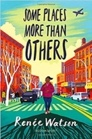 SOME PLACES
MORE THAN
OTHERS
Renée Watson